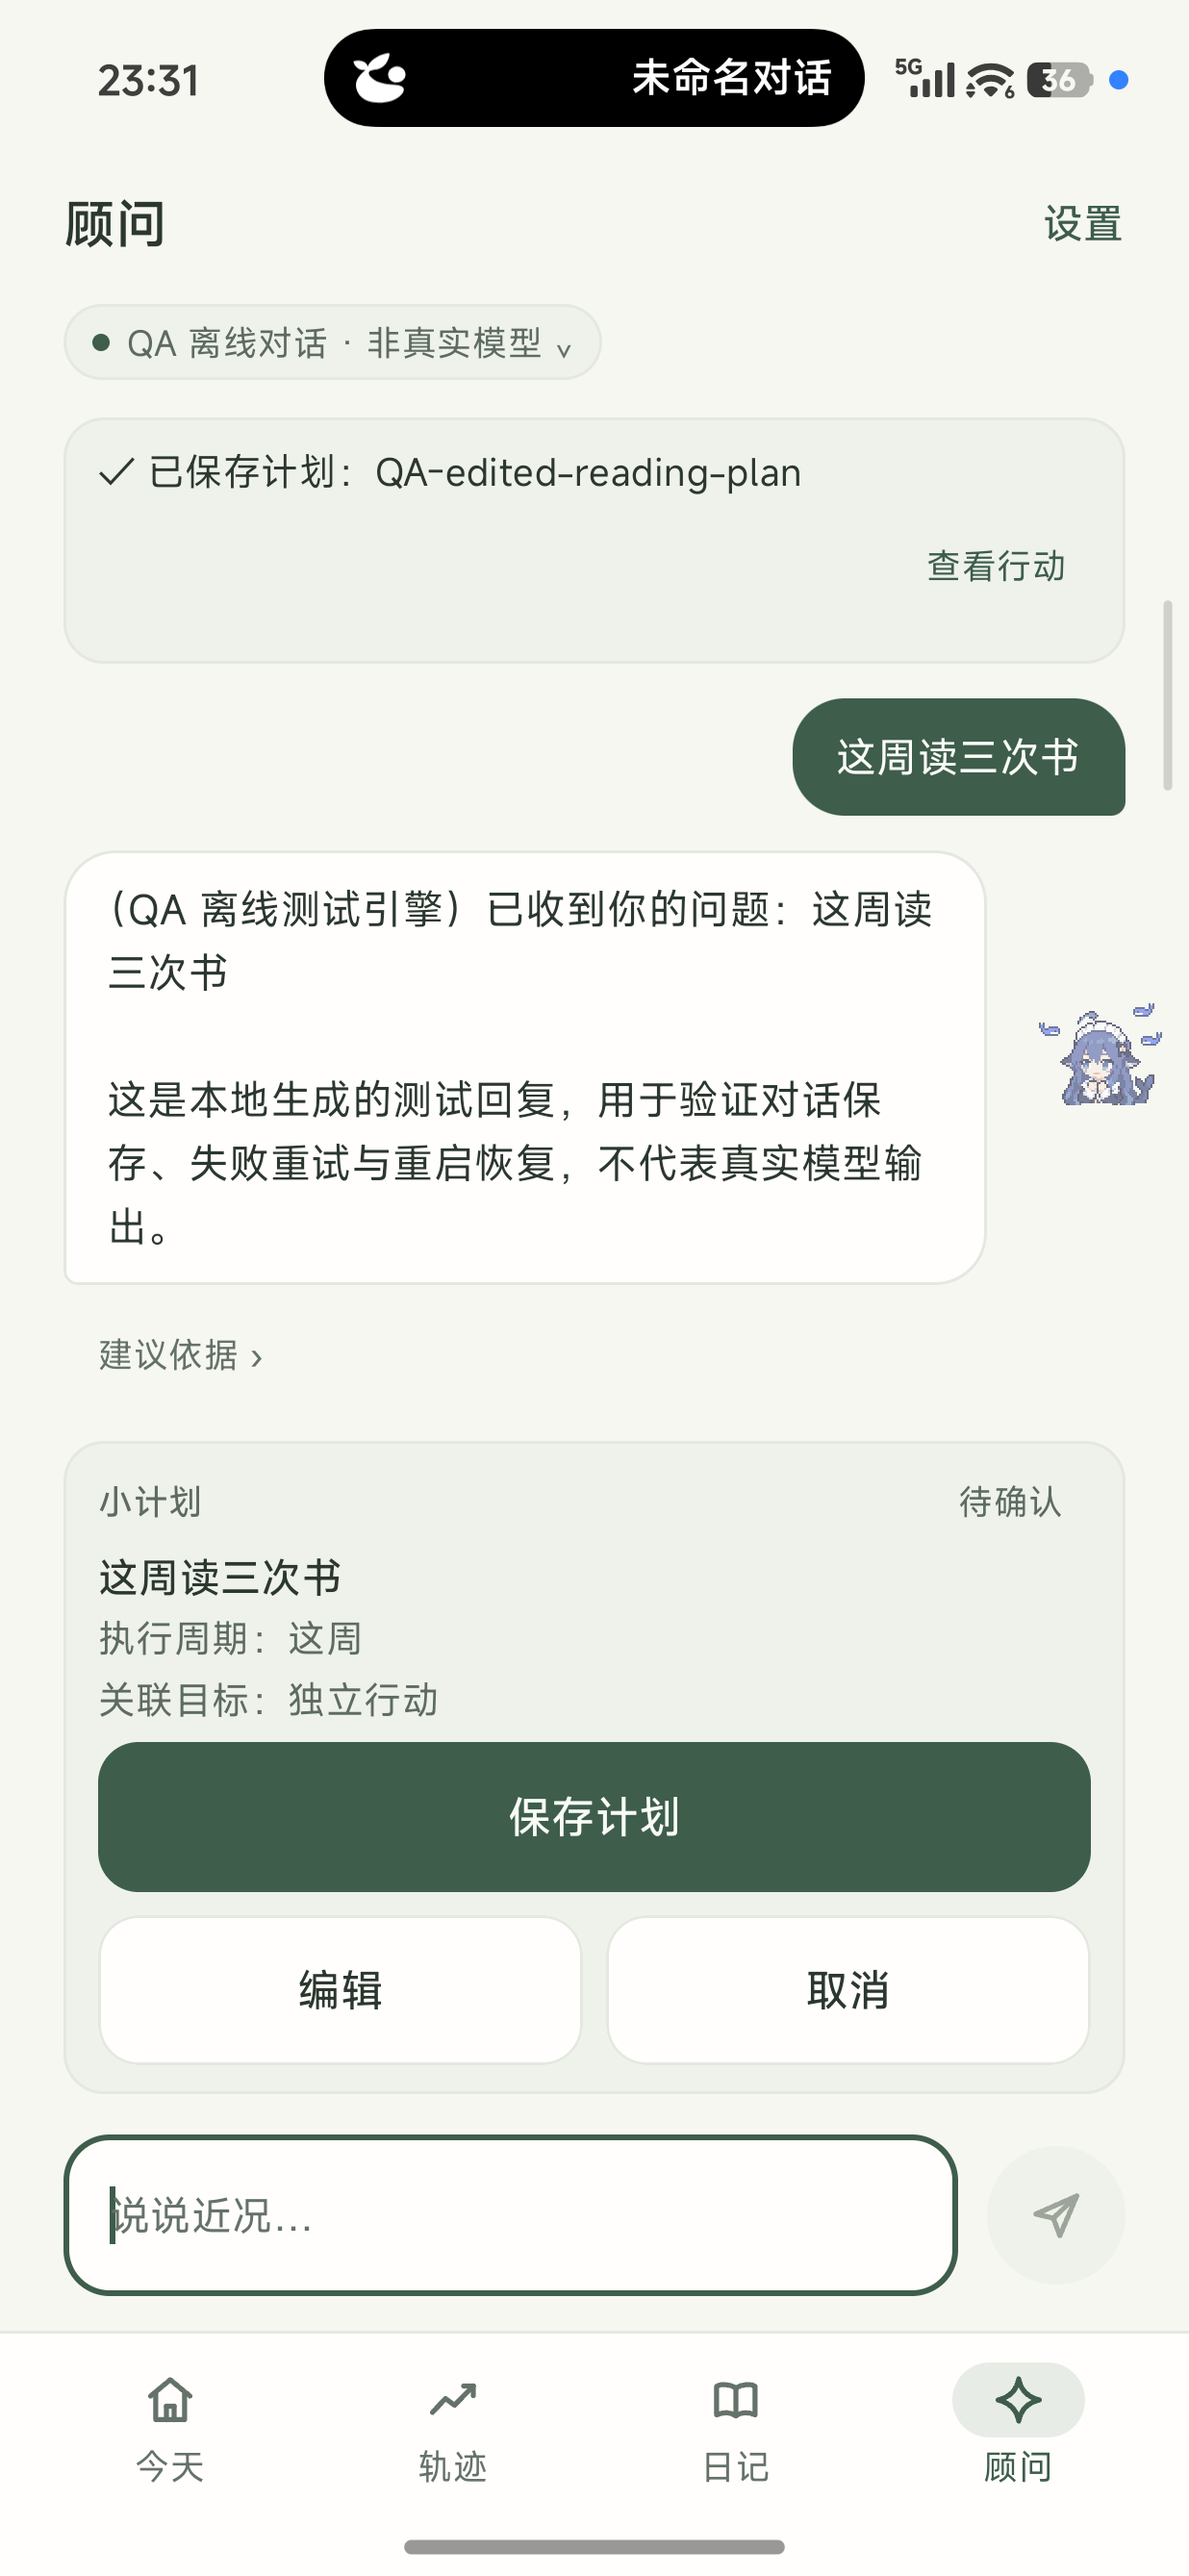 23:31
未命名对话
5G
6
36
顾问
设置
QA 离线对话 · 非真实模型
✓ 已保存计划：QA-edited-reading-plan
查看行动
这周读三次书
（QA 离线测试引擎）已收到你的问题：这周读
三次书
这是本地生成的测试回复，用于验证对话保
存、失败重试与重启恢复，不代表真实模型输
出。
建议依据 ›
小计划
待确认
这周读三次书
执行周期：这周
关联目标：独立行动
保存计划
编辑
取消
说说近况...
今天
轨迹
日记
顾问